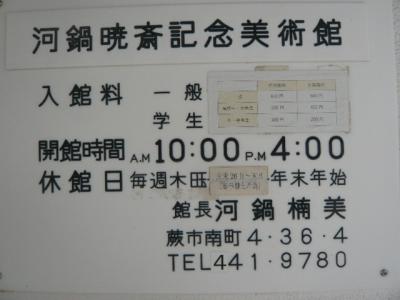 河鍋暁斎記念美術館
入館料 一般
学生
開館時間 A.M 10:00 P.M 4:00
休館日 毎週木曜 年末年始
館長 河鍋楠美
蕨市南町4・36・4
TEL441・9780